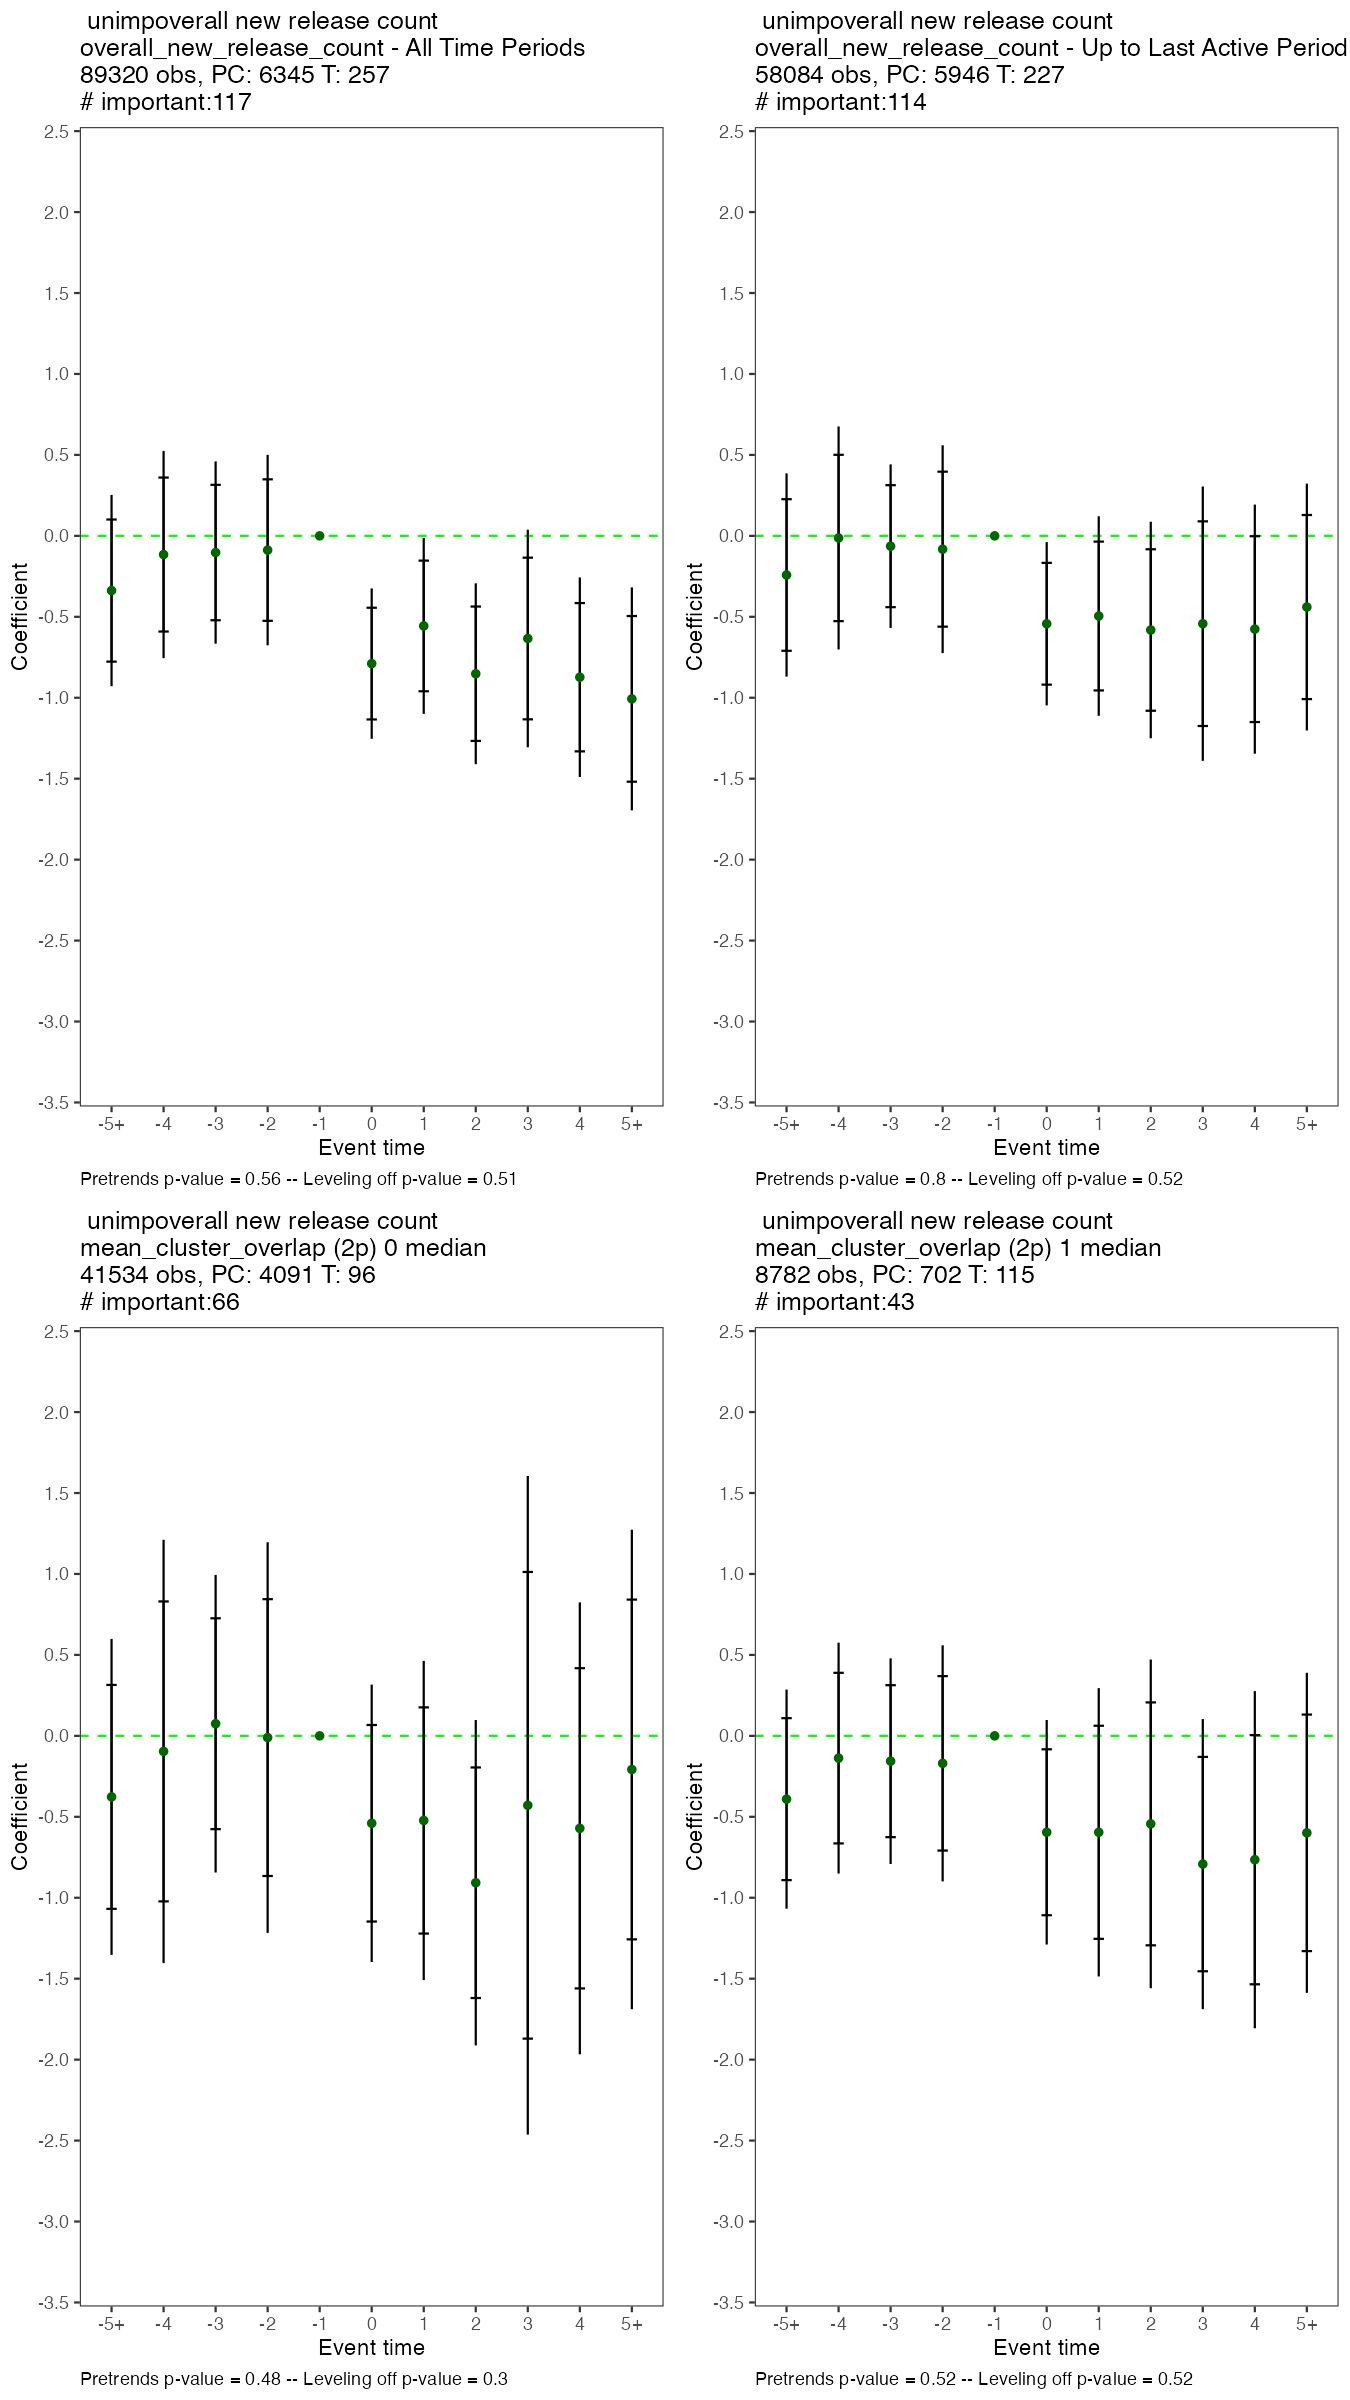 unimpoverall new release count
overall_new_release_count - All Time Periods
89320 obs, PC: 6345 T: 257
# important:117
2.5
2.0
1.5
1.0
0.5
0.0
-0.5
-1.0
-1.5
-2.0
-2.5
-3.0
-3.5
Coefficient
-5+ -4 -3 -2 -1 0 1 2 3 4 5+
Event time
Pretrends p-value = 0.56 -- Leveling off p-value = 0.51
unimpoverall new release count
overall_new_release_count - Up to Last Active Period
58084 obs, PC: 5946 T: 227
# important:114
2.5
2.0
1.5
1.0
0.5
0.0
-0.5
-1.0
-1.5
-2.0
-2.5
-3.0
-3.5
Coefficient
-5+ -4 -3 -2 -1 0 1 2 3 4 5+
Event time
Pretrends p-value = 0.8 -- Leveling off p-value = 0.52
unimpoverall new release count
mean_cluster_overlap (2p) 0 median
41534 obs, PC: 4091 T: 96
# important:66
2.5
2.0
1.5
1.0
0.5
0.0
-0.5
-1.0
-1.5
-2.0
-2.5
-3.0
-3.5
Coefficient
-5+ -4 -3 -2 -1 0 1 2 3 4 5+
Event time
Pretrends p-value = 0.48 -- Leveling off p-value = 0.3
unimpoverall new release count
mean_cluster_overlap (2p) 1 median
8782 obs, PC: 702 T: 115
# important:43
2.5
2.0
1.5
1.0
0.5
0.0
-0.5
-1.0
-1.5
-2.0
-2.5
-3.0
-3.5
Coefficient
-5+ -4 -3 -2 -1 0 1 2 3 4 5+
Event time
Pretrends p-value = 0.52 -- Leveling off p-value = 0.52